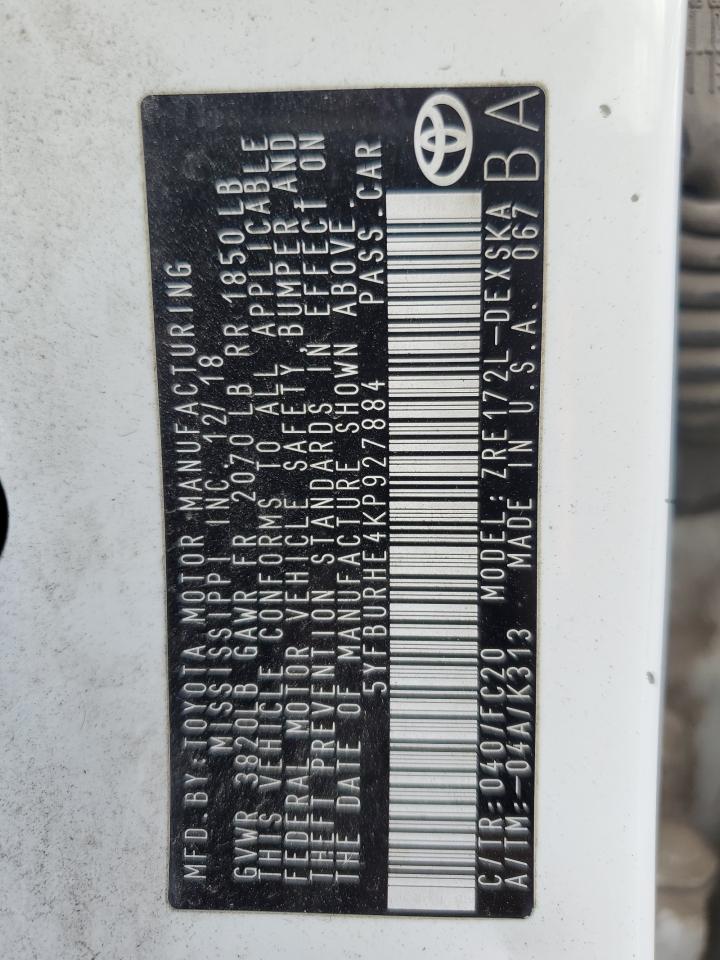 MFD.BY:TOYOTA MOTOR MANUFACTURING
MISSISSIPPI INC. 12/18
GVWR 3820LB GAWR FR 2070LB RR 1850LB
THIS VEHICLE CONFORMS TO ALL APPLICABLE
FEDERAL MOTOR VEHICLE SAFETY, BUMPER AND
THEFT PREVENTION STANDARDS IN EFFECT ON
THE DATE OF MANUFACTURE SHOWN ABOVE.
5YFBURHE4KP927884 PASS.CAR
C/TR:040/FC20 MODEL:ZRE172L-DEXSKA
A/TM:-04A/K313 MADE IN U.S.A. 067
BA